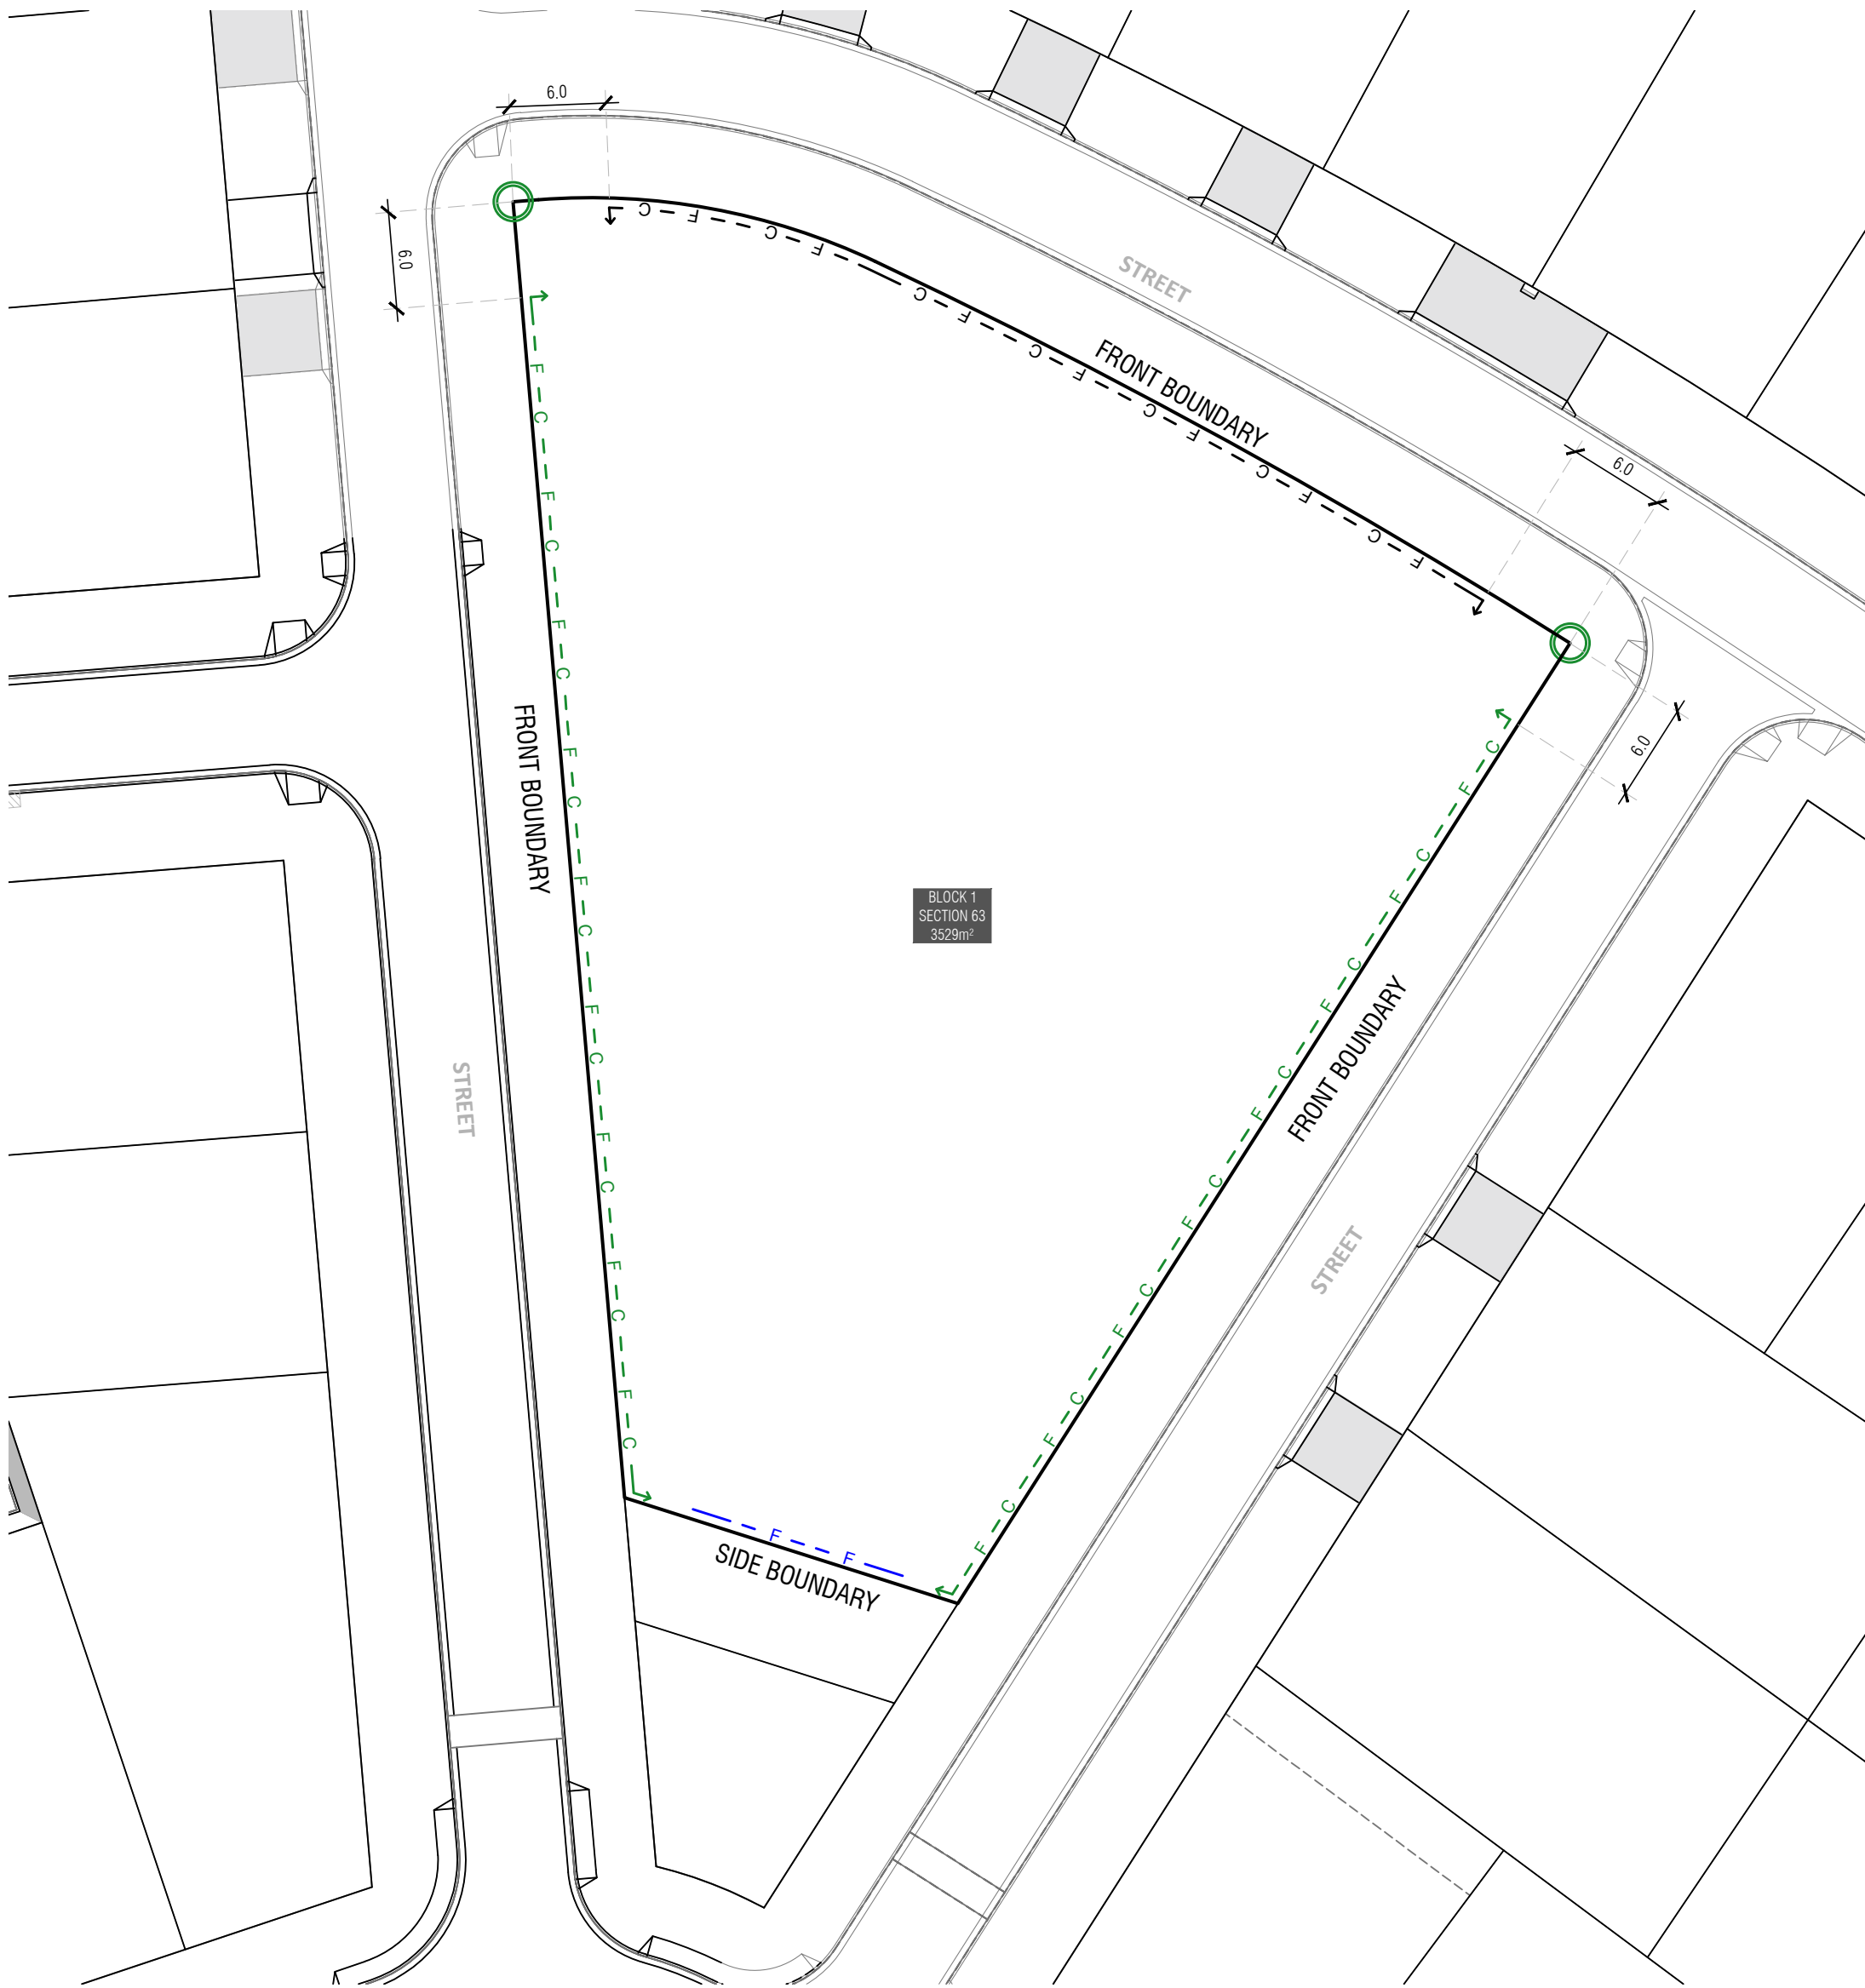 6.0
6.0
C F C F C F C F C F C F C F C F
STREET
FRONT BOUNDARY
6.0
6.0
F C F C F C F C F C F C F C F C F C
FRONT BOUNDARY
BLOCK 1
SECTION 63
3529m²
C F C F C F C F C F C F C F C F
FRONT BOUNDARY
STREET
STREET
F F
SIDE BOUNDARY